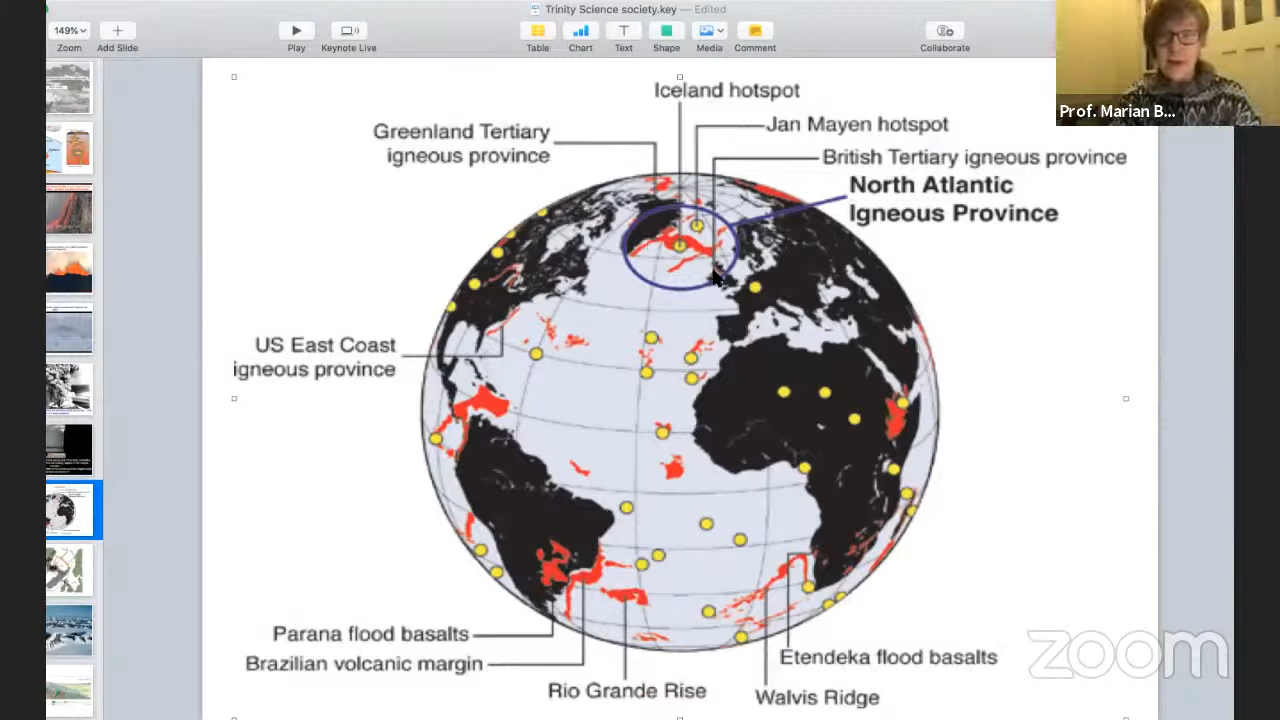 Trinity Science society.key — Edited
149%
Zoom
Add Slide
Play
Keynote Live
Table
Chart
Text
Shape
Media
Comment
Collaborate
Prof. Marian B...
Iceland hotspot
Greenland Tertiary
igneous province
Jan Mayen hotspot
British Tertiary igneous province
North Atlantic
Igneous Province
US East Coast
igneous province
Parana flood basalts
Brazilian volcanic margin
Rio Grande Rise
Walvis Ridge
Etendeka flood basalts
zoom